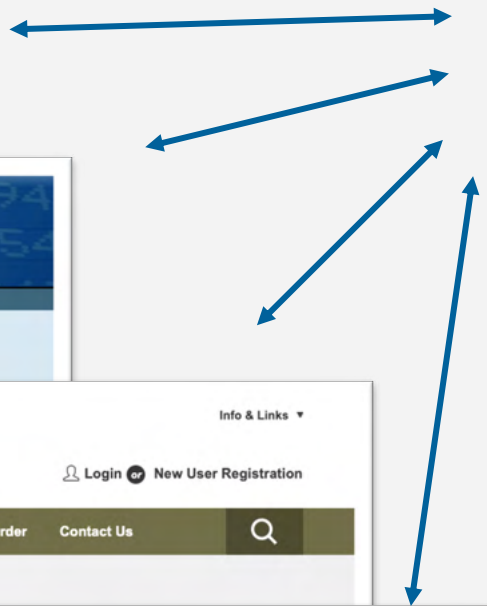 Info & Links ▼
Login or New User Registration
rder Contact Us